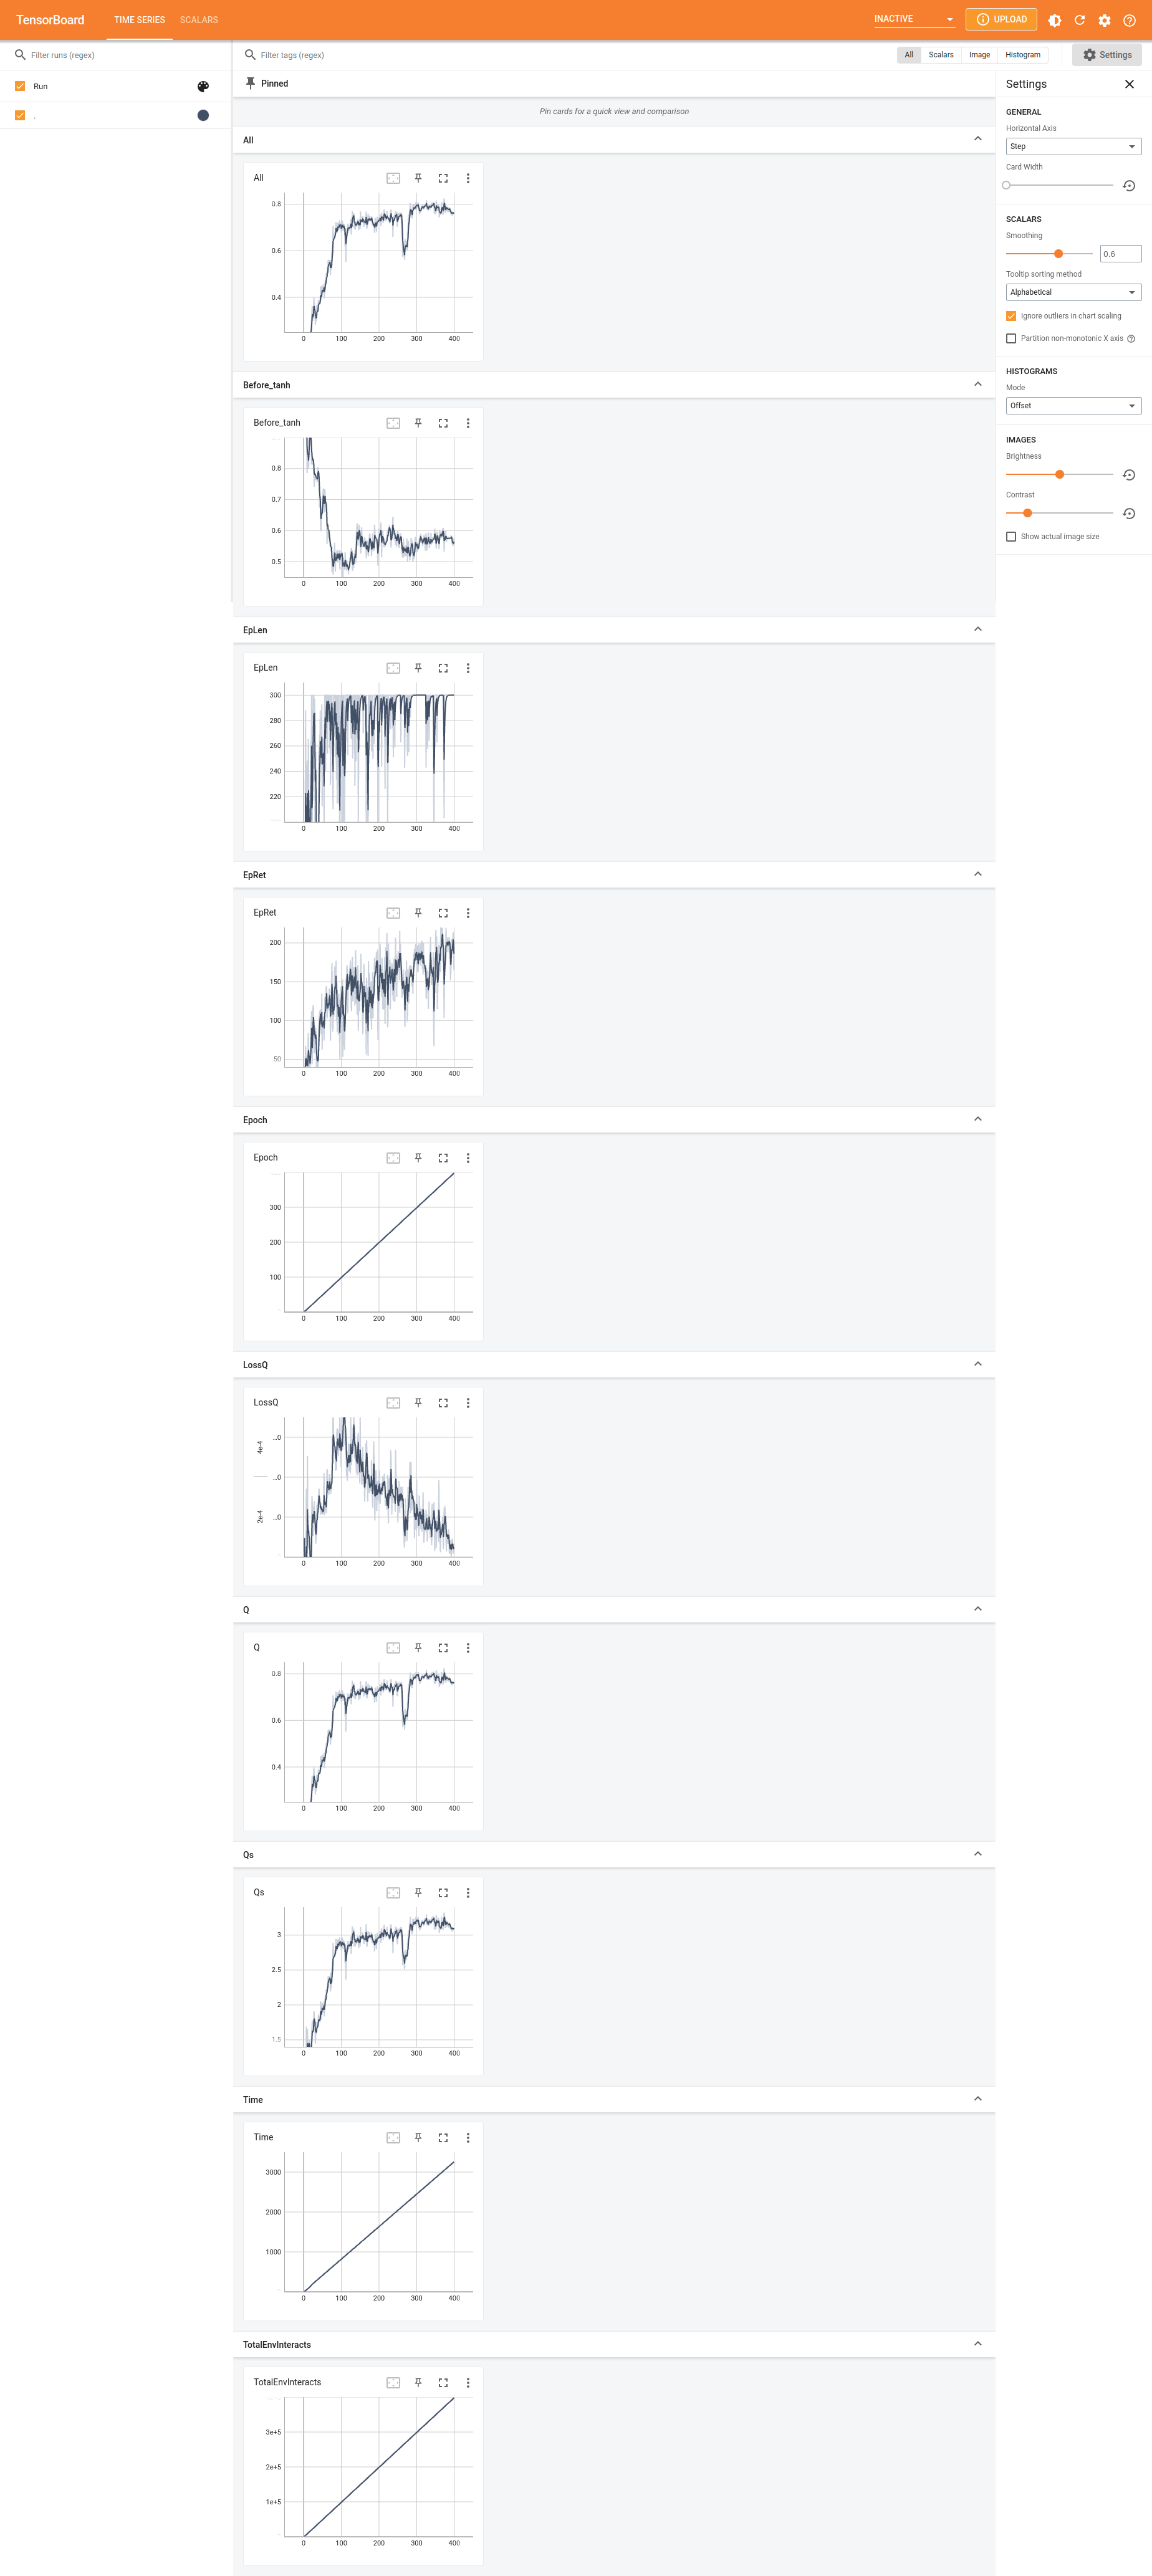 TensorBoard TIME SERIES SCALARS INACTIVE UPLOAD
Filter runs (regex)
Run
.
Filter tags (regex)
All Scalars Image Histogram Settings
Pinned
Pin cards for a quick view and comparison
All
All
0.8
0.6
0.4
0 100 200 300 400
Before_tanh
Before_tanh
0.8
0.7
0.6
0.5
0 100 200 300 400
EpLen
EpLen
300
280
260
240
220
0 100 200 300 400
EpRet
EpRet
200
150
100
50
0 100 200 300 400
Epoch
Epoch
300
200
100
0 100 200 300 400
LossQ
LossQ
4e-4
2e-4
...0
...0
...0
0 100 200 300 400
Q
Q
0.8
0.6
0.4
0 100 200 300 400
Qs
Qs
3
2.5
2
1.5
0 100 200 300 400
Time
Time
3000
2000
1000
0 100 200 300 400
TotalEnvInteracts
TotalEnvInteracts
3e+5
2e+5
1e+5
0 100 200 300 400
Settings
GENERAL
Horizontal Axis
Step
Card Width
SCALARS
Smoothing
0.6
Tooltip sorting method
Alphabetical
Ignore outliers in chart scaling
Partition non-monotonic X axis
HISTOGRAMS
Mode
Offset
IMAGES
Brightness
Contrast
Show actual image size